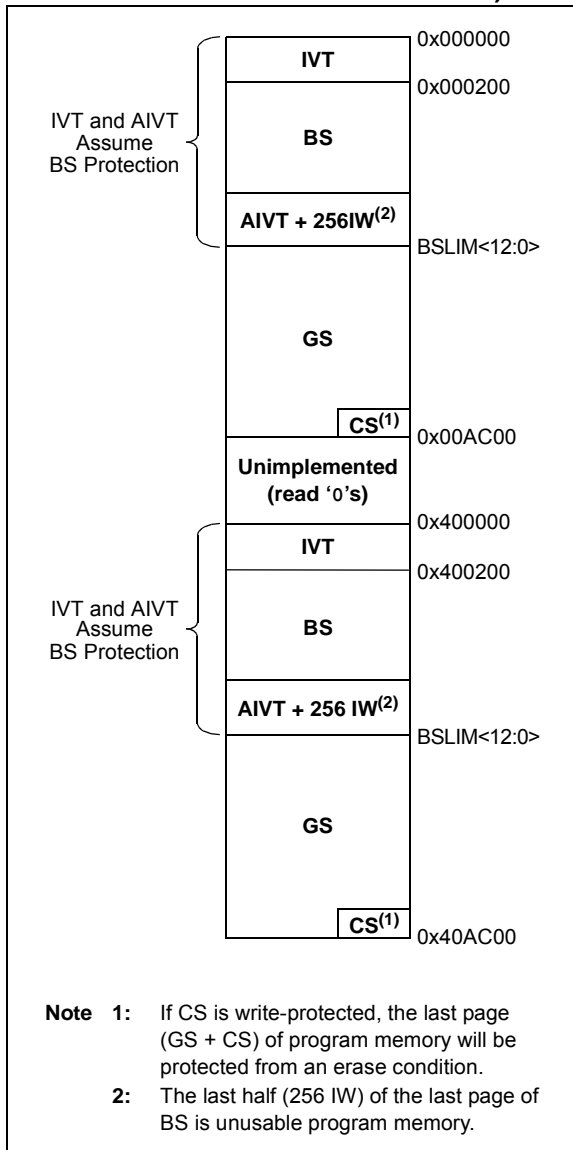 0x000000
IVT
0x000200
IVT and AIVT
Assume
BS Protection
BS
AIVT + 256IW(2)
BSLIM<12:0>
GS
CS(1)
0x00AC00
Unimplemented
(read ‘0’s)
0x400000
IVT
0x400200
IVT and AIVT
Assume
BS Protection
BS
AIVT + 256 IW(2)
BSLIM<12:0>
GS
CS(1)
0x40AC00
Note 1: If CS is write-protected, the last page
(GS + CS) of program memory will be
protected from an erase condition.
2: The last half (256 IW) of the last page of
BS is unusable program memory.